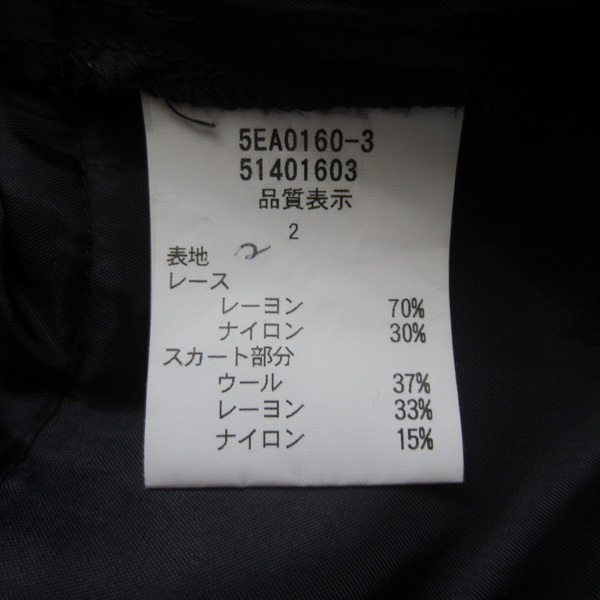 5EA0160-3
51401603
品質表示
2
表地 2
レース
レーヨン 70%
ナイロン 30%
スカート部分
ウール 37%
レーヨン 33%
ナイロン 15%